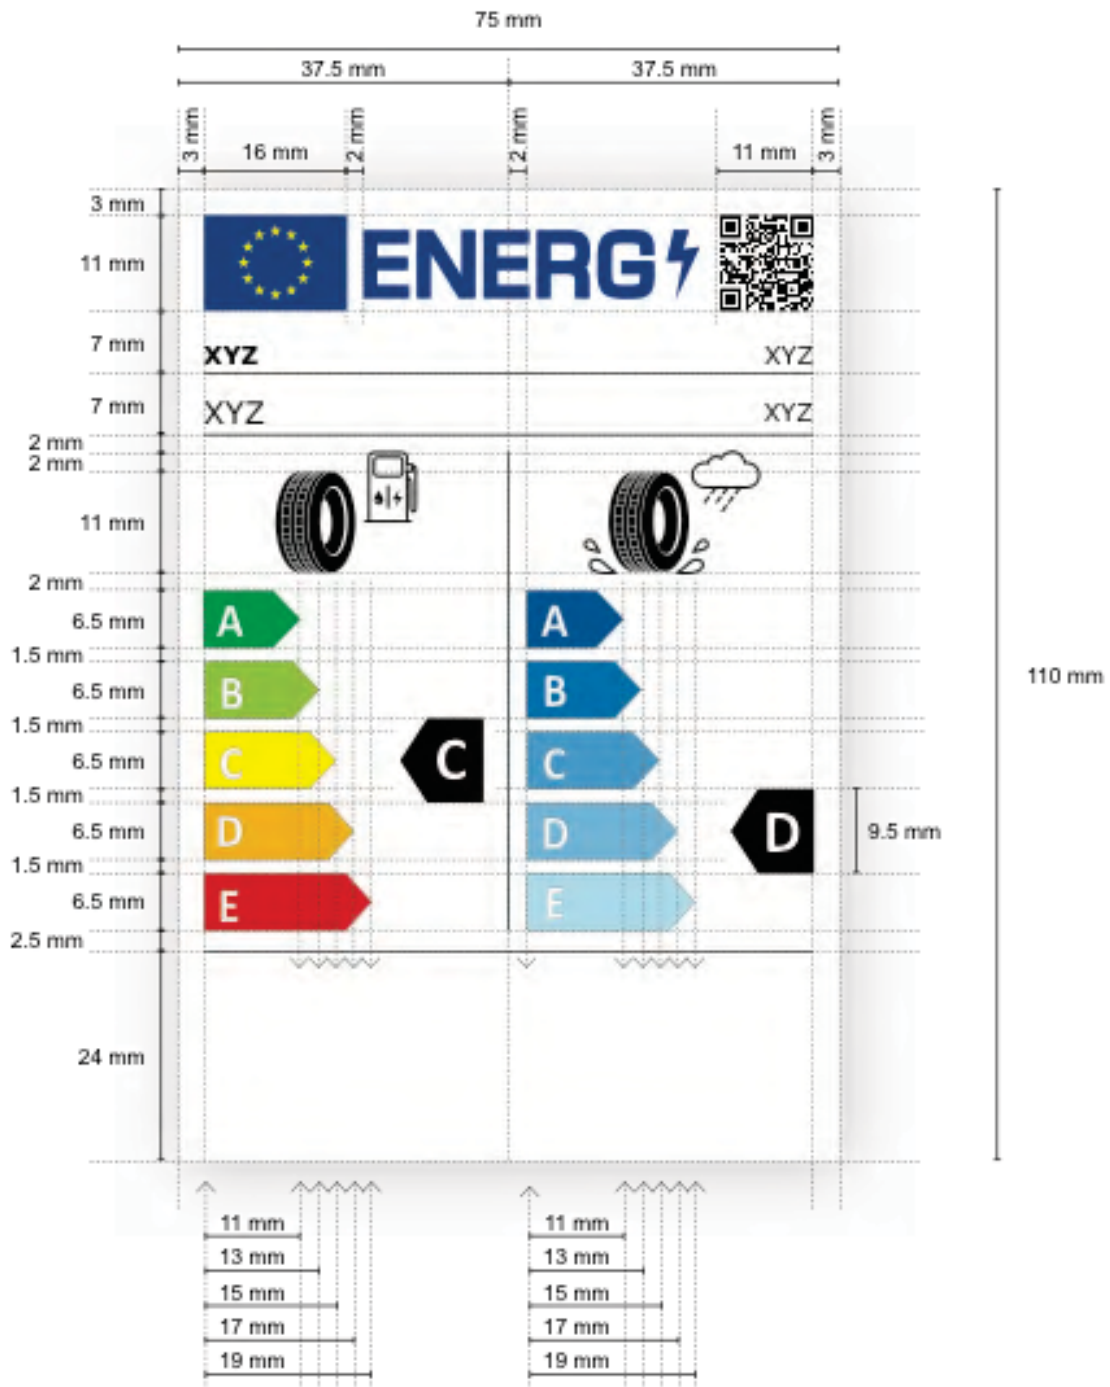 75 mm
37.5 mm 37.5 mm
3 mm 16 mm 2 mm 2 mm 11 mm 3 mm
3 mm
11 mm ENERG
7 mm XYZ XYZ
7 mm XYZ XYZ
2 mm
2 mm
11 mm
2 mm
6.5 mm A A
1.5 mm
6.5 mm B B
110 mm
1.5 mm
6.5 mm C C C
1.5 mm
6.5 mm D D D 9.5 mm
1.5 mm
6.5 mm E E
2.5 mm
24 mm
11 mm 11 mm
13 mm 13 mm
15 mm 15 mm
17 mm 17 mm
19 mm 19 mm